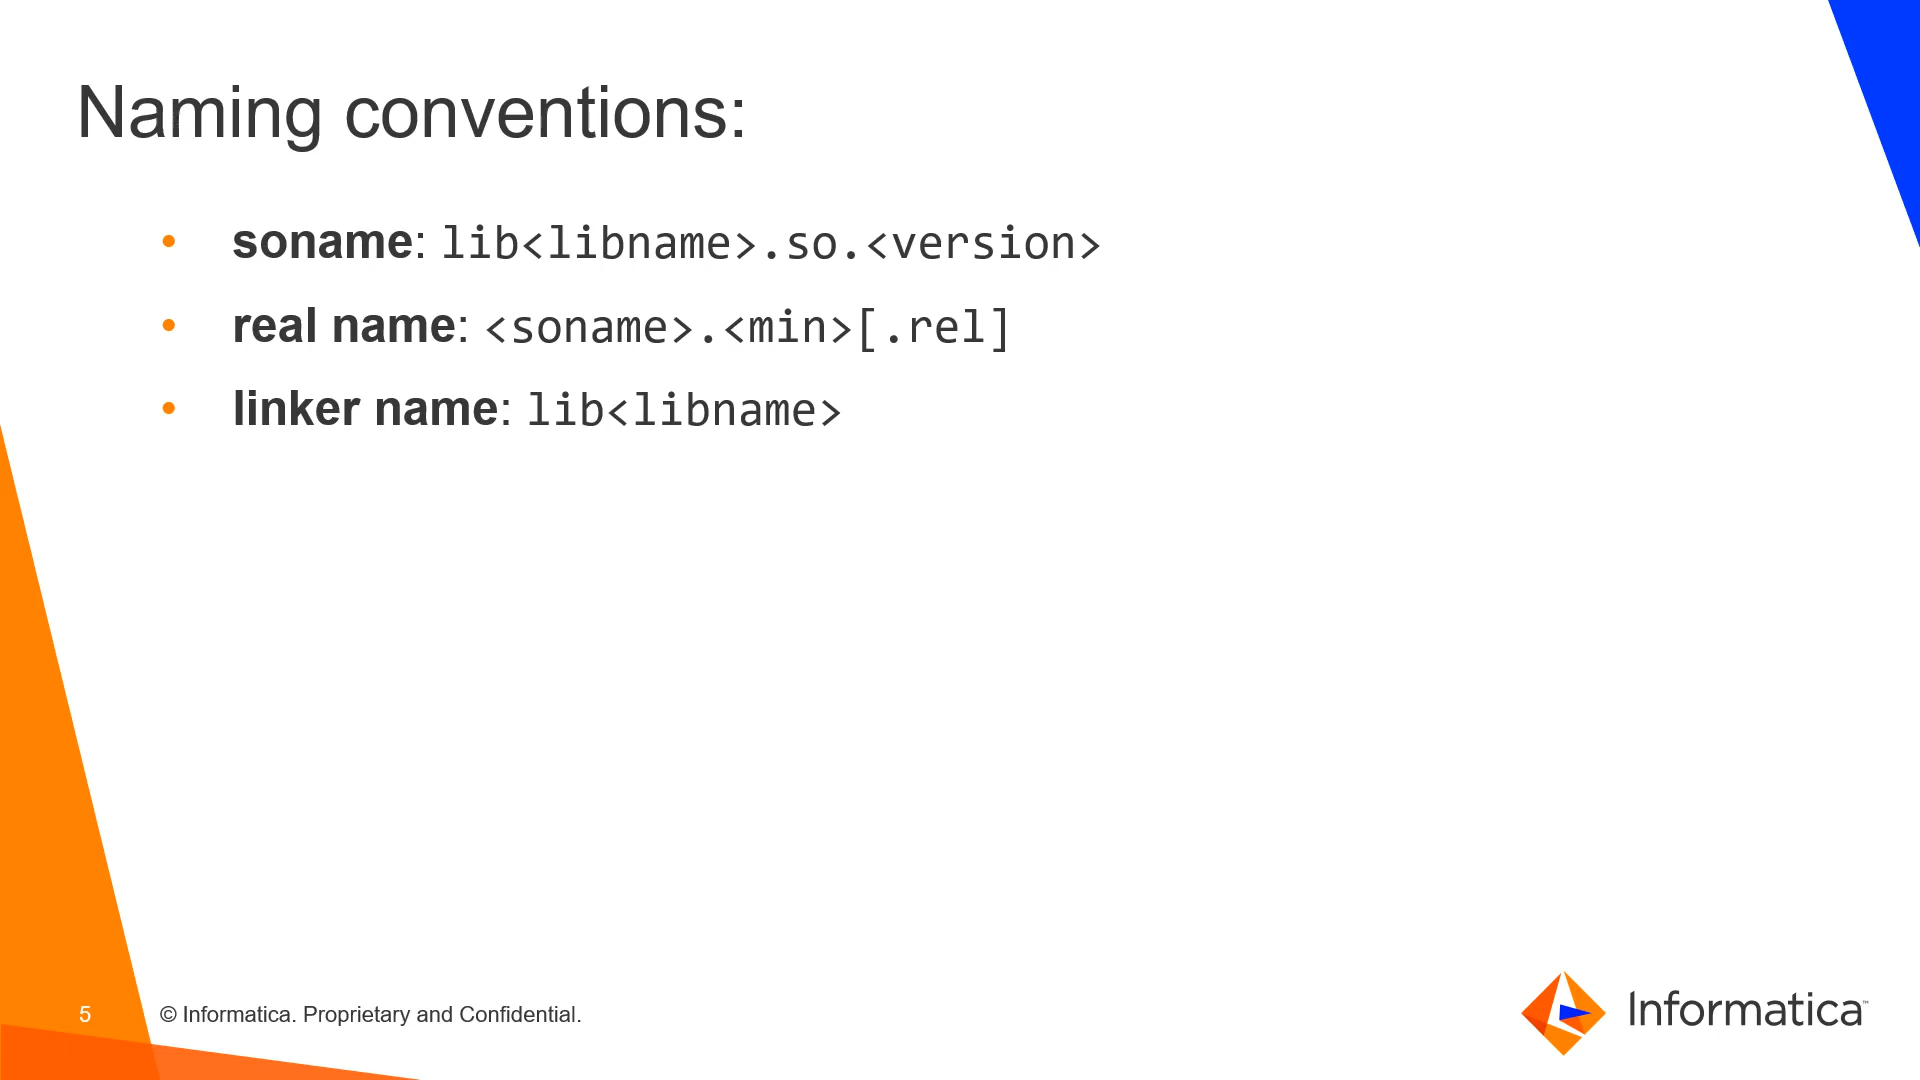 Naming conventions:
• soname: lib<libname>.so.<version>
• real name: <soname>.<min>[.rel]
• linker name: lib<libname>
5 © Informatica. Proprietary and Confidential.
Informatica™